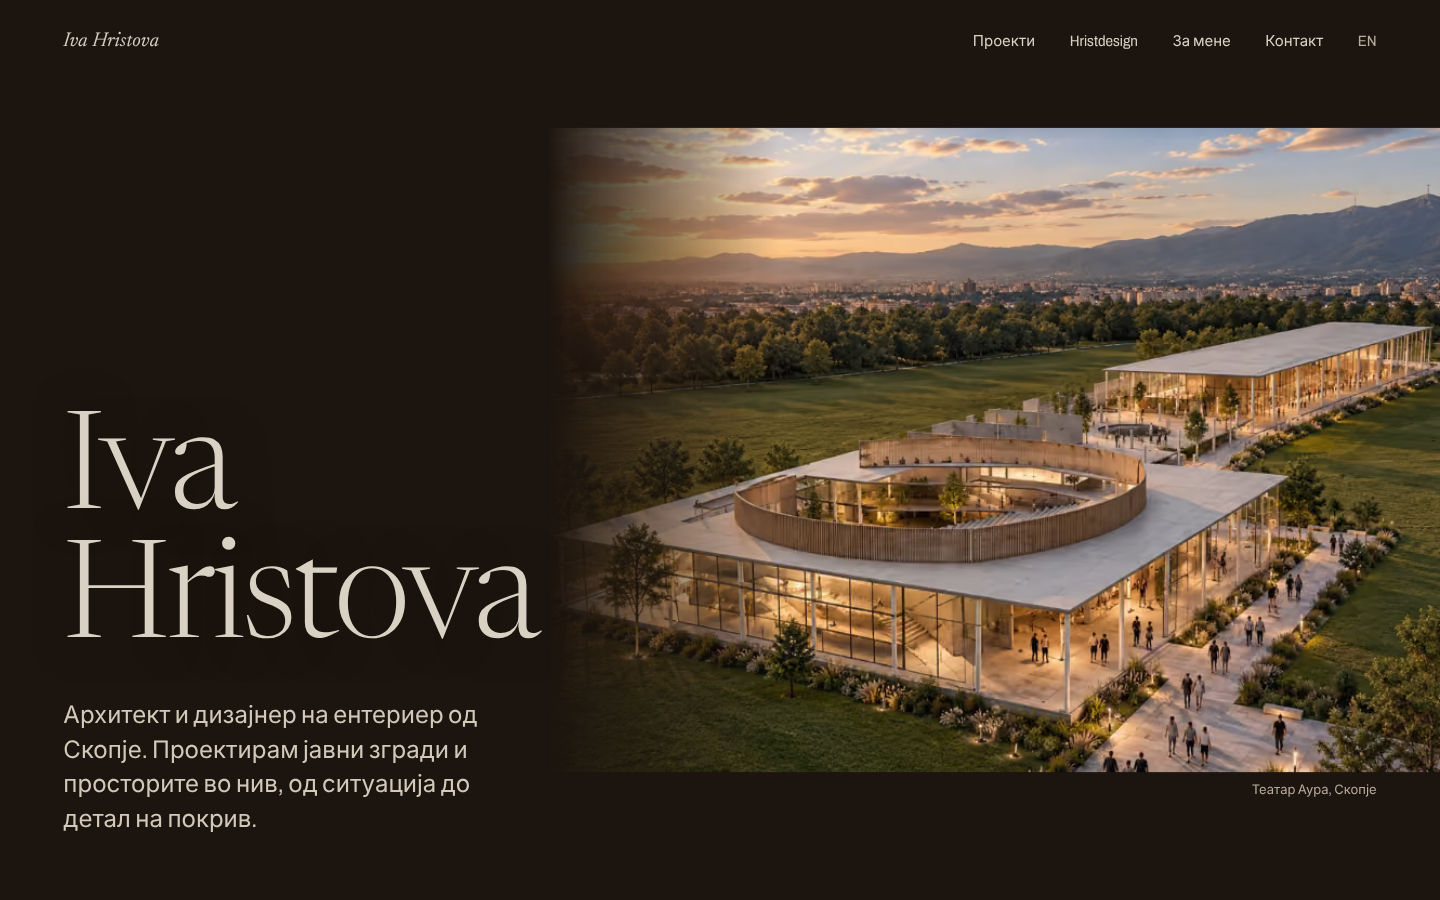 Iva Hristova
Проекти
Hristdesign
За мене
Контакт
EN
Iva
Hristova
Архитект и дизајнер на ентериер од
Скопје. Проектирам јавни згради и
просторите во нив, од ситуација до
детал на покрив.
Театар Аура, Скопје